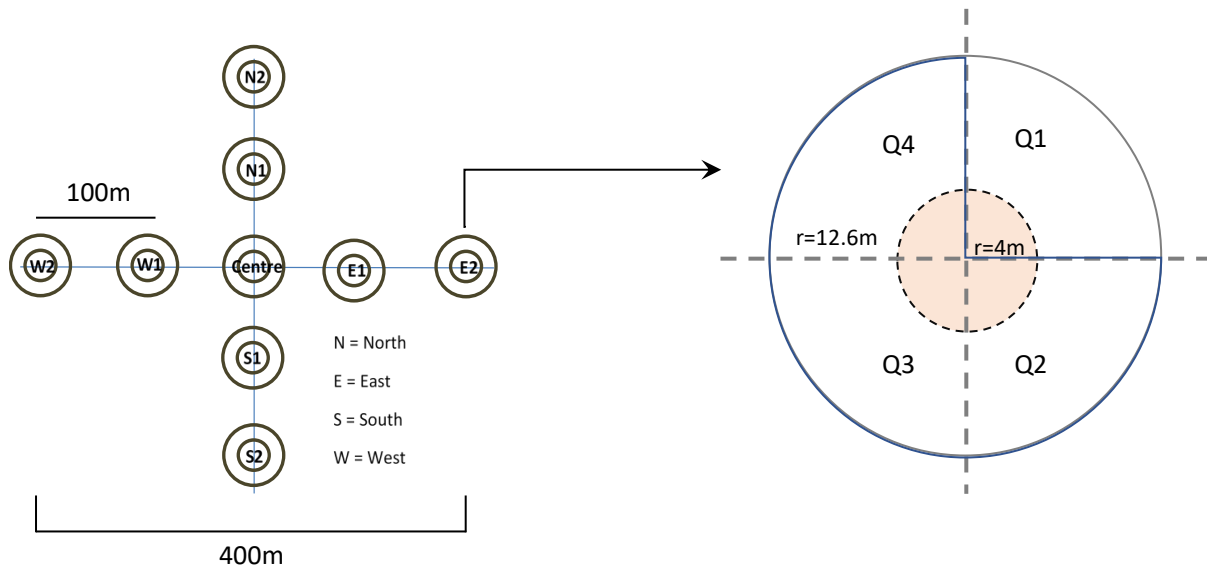 N2
N1
100m
W2
W1
Centre
E1
E2
S1
S2
N = North
E = East
S = South
W = West
400m
Q4
Q1
r=12.6m
r=4m
Q3
Q2